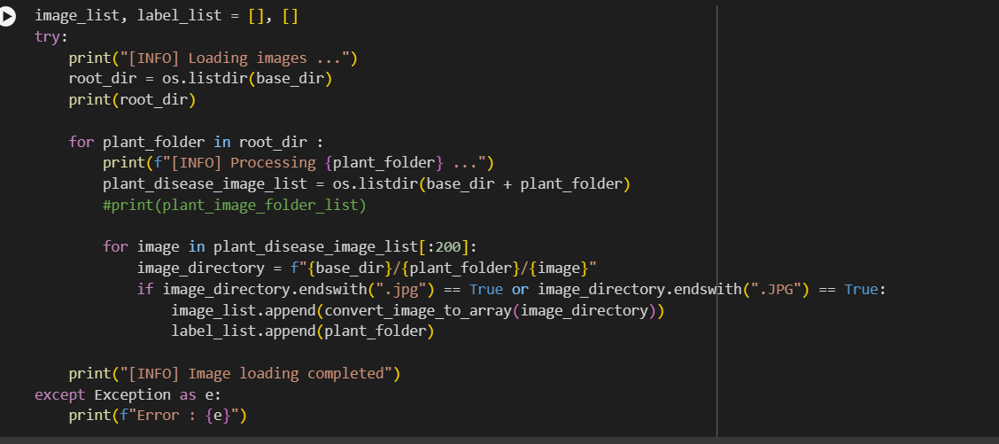 image_list, label_list = [], []
try:
    print("[INFO] Loading images ...")
    root_dir = os.listdir(base_dir)
    print(root_dir)

    for plant_folder in root_dir :
        print(f"[INFO] Processing {plant_folder} ...")
        plant_disease_image_list = os.listdir(base_dir + plant_folder)
        #print(plant_image_folder_list)

        for image in plant_disease_image_list[:200]:
            image_directory = f"{base_dir}/{plant_folder}/{image}"
            if image_directory.endswith(".jpg") == True or image_directory.endswith(".JPG") == True:
                image_list.append(convert_image_to_array(image_directory))
                label_list.append(plant_folder)

    print("[INFO] Image loading completed")
except Exception as e:
    print(f"Error : {e}")